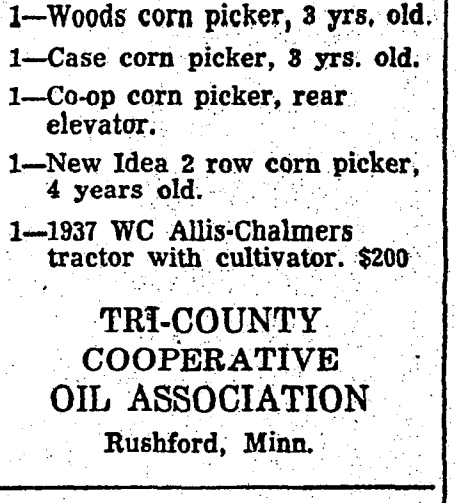 1—Woods corn picker, 3 yrs. old.
1—Case corn picker, 3 yrs. old.
1—Co-op corn picker, rear
elevator.
1—New Idea 2 row corn picker,
4 years old.
1—1937 WC Allis-Chalmers
tractor with cultivator. $200
TRI-COUNTY
COOPERATIVE
OIL ASSOCIATION
Rushford, Minn.